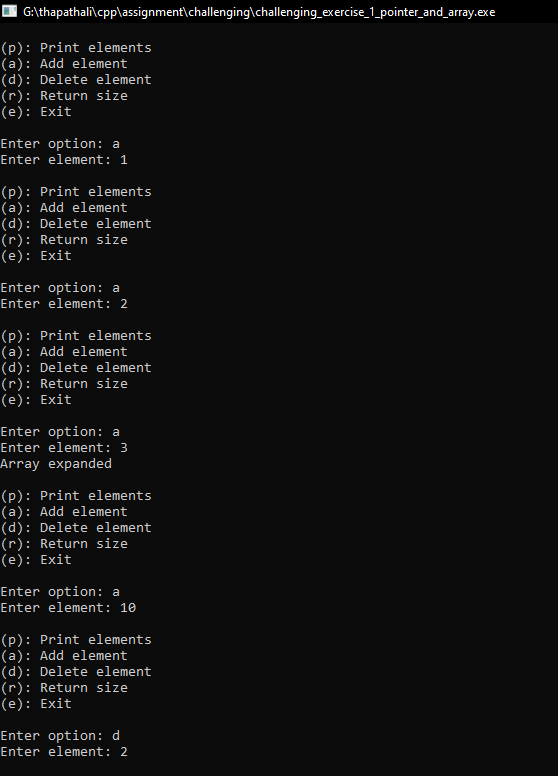 G:\thapathali\cpp\assignment\challenging\challenging_exercise_1_pointer_and_array.exe
(p): Print elements
(a): Add element
(d): Delete element
(r): Return size
(e): Exit
Enter option: a
Enter element: 1
(p): Print elements
(a): Add element
(d): Delete element
(r): Return size
(e): Exit
Enter option: a
Enter element: 2
(p): Print elements
(a): Add element
(d): Delete element
(r): Return size
(e): Exit
Enter option: a
Enter element: 3
Array expanded
(p): Print elements
(a): Add element
(d): Delete element
(r): Return size
(e): Exit
Enter option: a
Enter element: 10
(p): Print elements
(a): Add element
(d): Delete element
(r): Return size
(e): Exit
Enter option: d
Enter element: 2